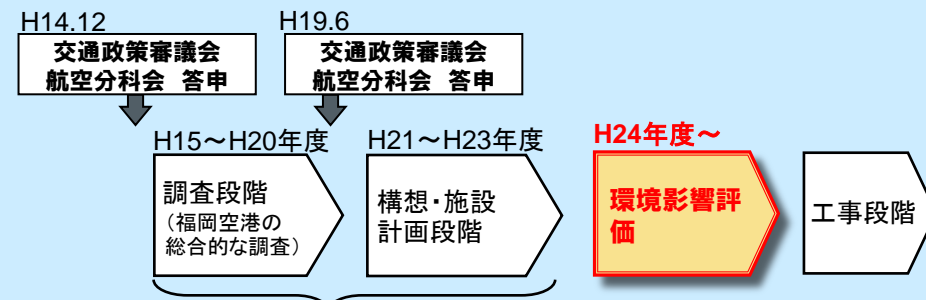 H14.12
交通政策審議会
航空分科会 答申
H19.6
交通政策審議会
航空分科会 答申
H15～H20年度
調査段階
(福岡空港の
総合的な調査)
H21～H23年度
構想・施設
計画段階
H24年度～
環境影響評
価
工事段階